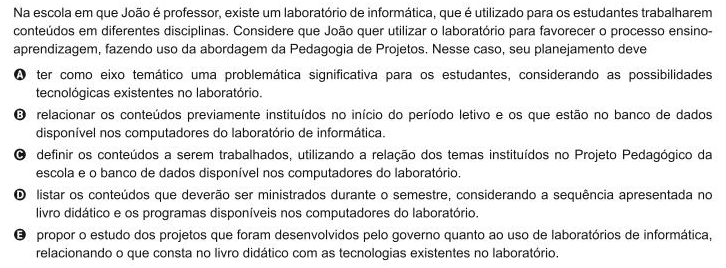 Na escola em que João é professor, existe um laboratório de informática, que é utilizado para os estudantes trabalharem
conteúdos em diferentes disciplinas. Considere que João quer utilizar o laboratório para favorecer o processo ensino-
aprendizagem, fazendo uso da abordagem da Pedagogia de Projetos. Nesse caso, seu planejamento deve
A ter como eixo temático uma problemática significativa para os estudantes, considerando as possibilidades
tecnológicas existentes no laboratório.
B relacionar os conteúdos previamente instituídos no início do período letivo e os que estão no banco de dados
disponível nos computadores do laboratório de informática.
C definir os conteúdos a serem trabalhados, utilizando a relação dos temas instituídos no Projeto Pedagógico da
escola e o banco de dados disponível nos computadores do laboratório.
D listar os conteúdos que deverão ser ministrados durante o semestre, considerando a sequência apresentada no
livro didático e os programas disponíveis nos computadores do laboratório.
E propor o estudo dos projetos que foram desenvolvidos pelo governo quanto ao uso de laboratórios de informática,
relacionando o que consta no livro didático com as tecnologias existentes no laboratório.